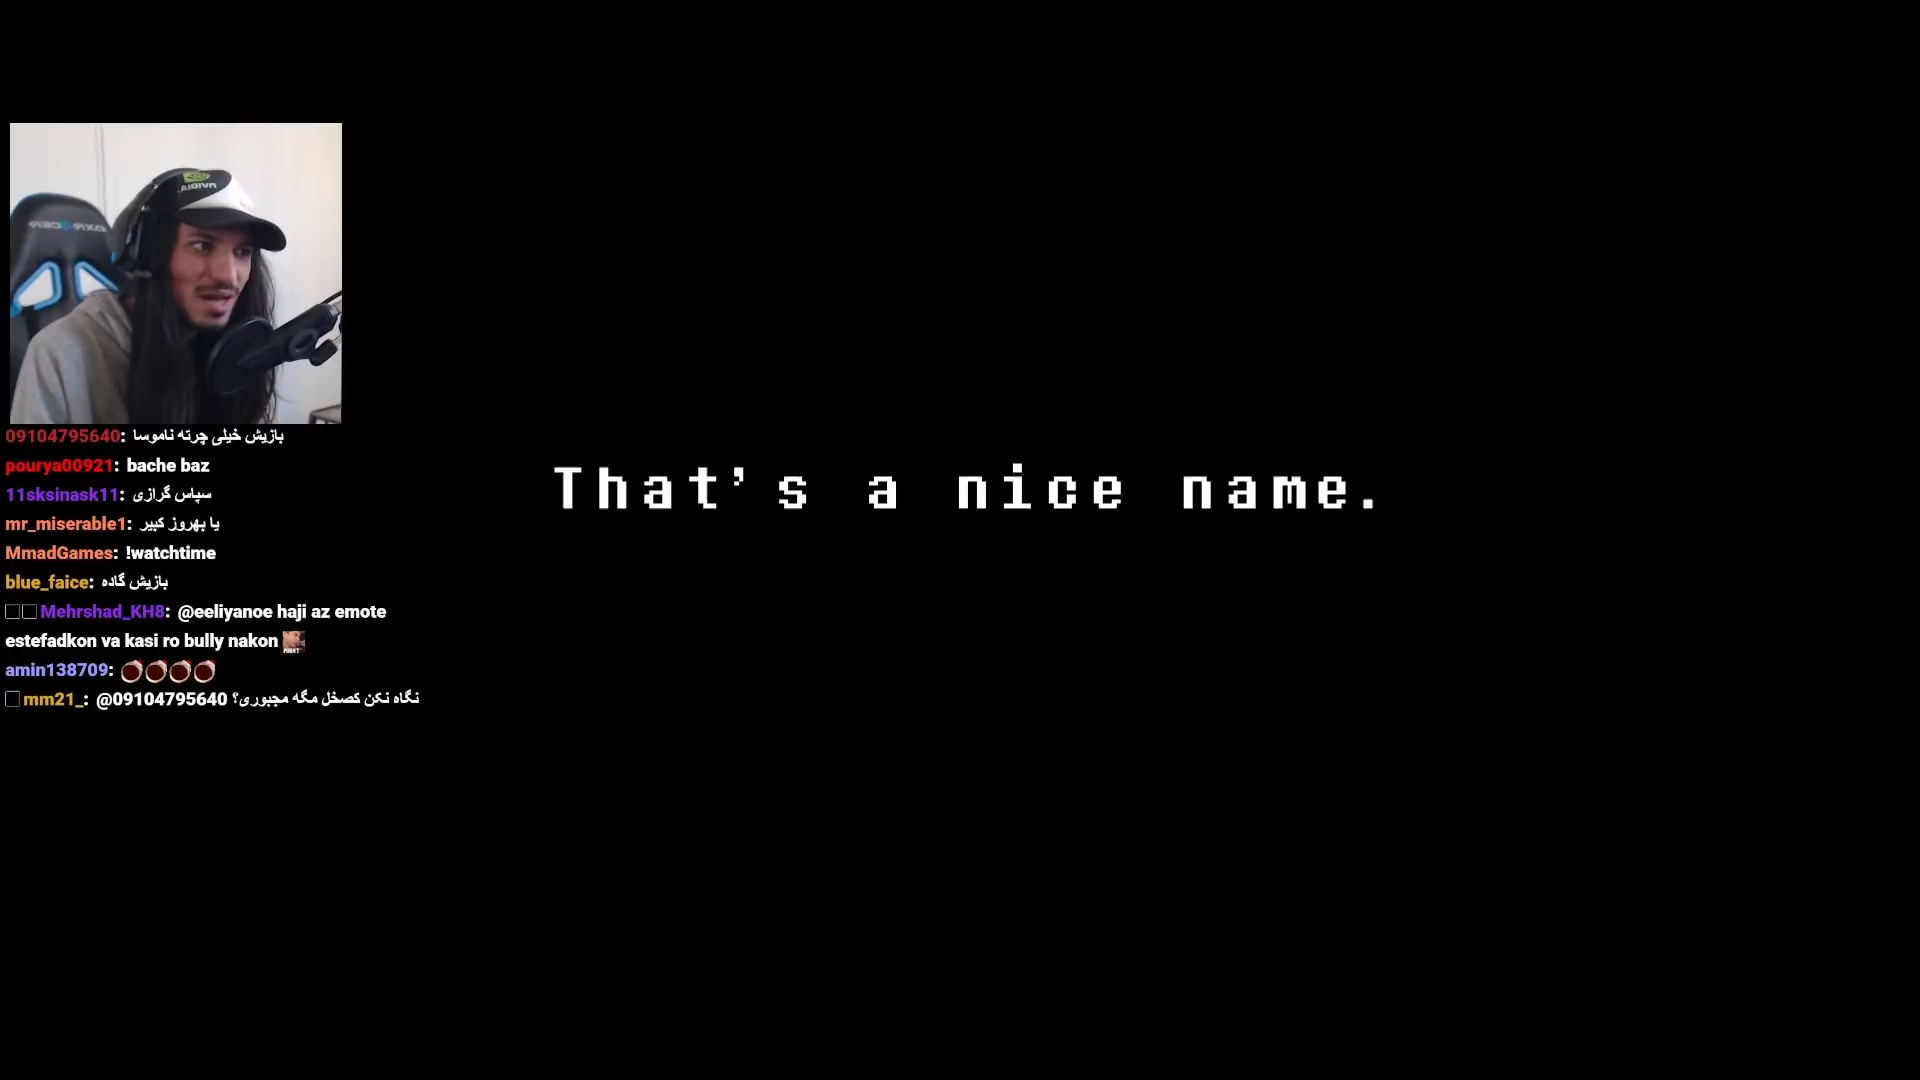 09104795640: بازیش خیلی چرته ناموسا
pourya00921: bache baz
11sksinask11: سپاس گرازی
mr_miserable1: یا بهروز کبیر
MmadGames: !watchtime
blue_faice: بازیش گاده
Mehrshad_KH8: @eeliyanoe haji az emote
estefadkon va kasi ro bully nakon
amin138709:
mm21_: @09104795640 نگاه نکن کصخل مگه مجبوری؟
That's a nice name.